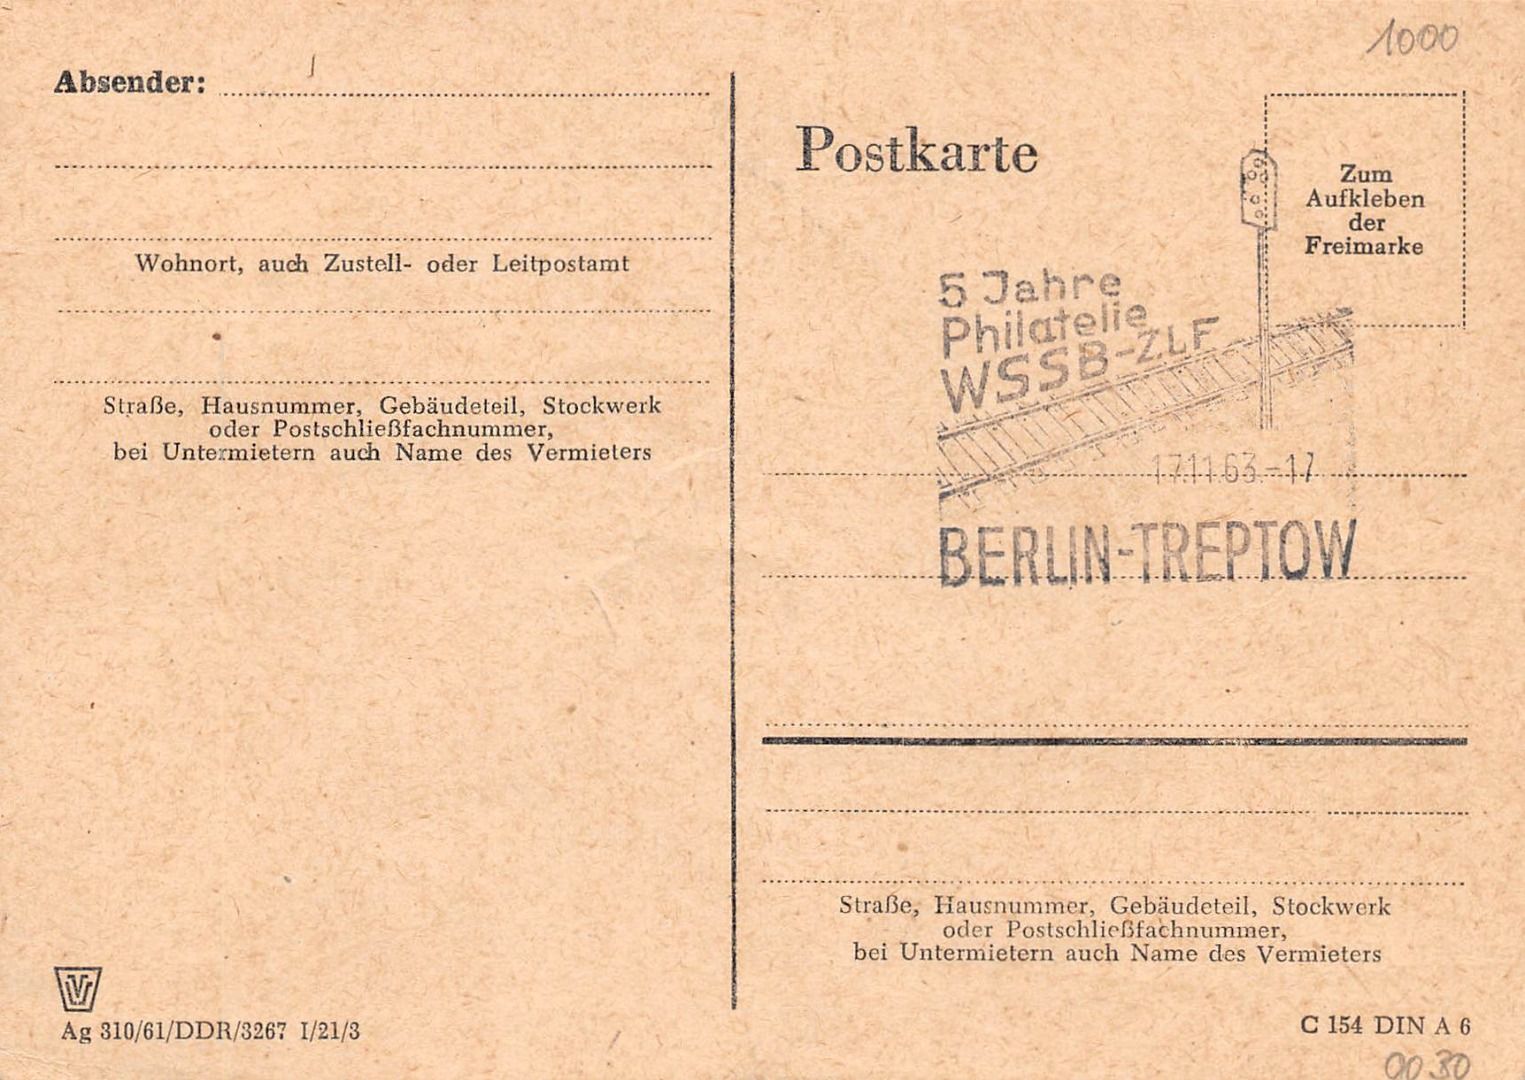 1000
Absender:
Postkarte
Zum
Aufkleben
der
Freimarke
Wohnort, auch Zustell- oder Leitpostamt
5 Jahre
Philatelie
WSSB-ZLF
Straße, Hausnummer, Gebäudeteil, Stockwerk
oder Postschließfachnummer,
bei Untermietern auch Name des Vermieters
17.11.63.-17
BERLIN-TREPTOW
Straße, Hausnummer, Gebäudeteil, Stockwerk
oder Postschließfachnummer,
bei Untermietern auch Name des Vermieters
Ag 310/61/DDR/3267 I/21/3
C 154 DIN A 6
00.30